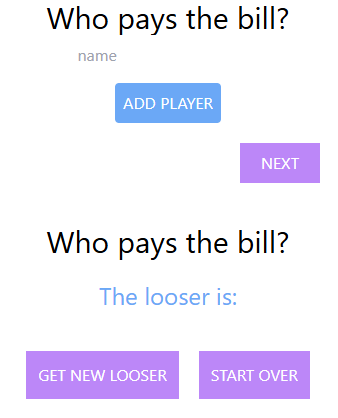 Who pays the bill?
name
ADD PLAYER
NEXT
Who pays the bill?
The looser is:
GET NEW LOOSER
START OVER